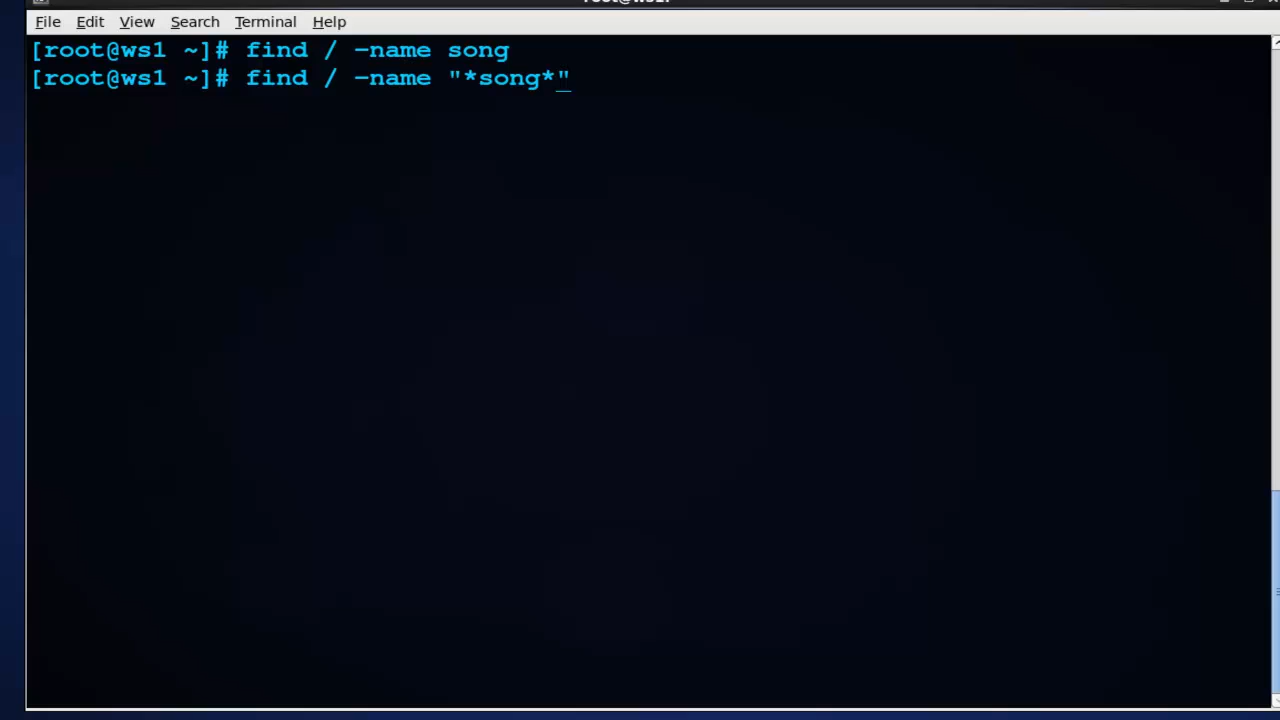 File Edit View Search Terminal Help
[root@ws1 ~]# find / -name song
[root@ws1 ~]# find / -name "*song*"_